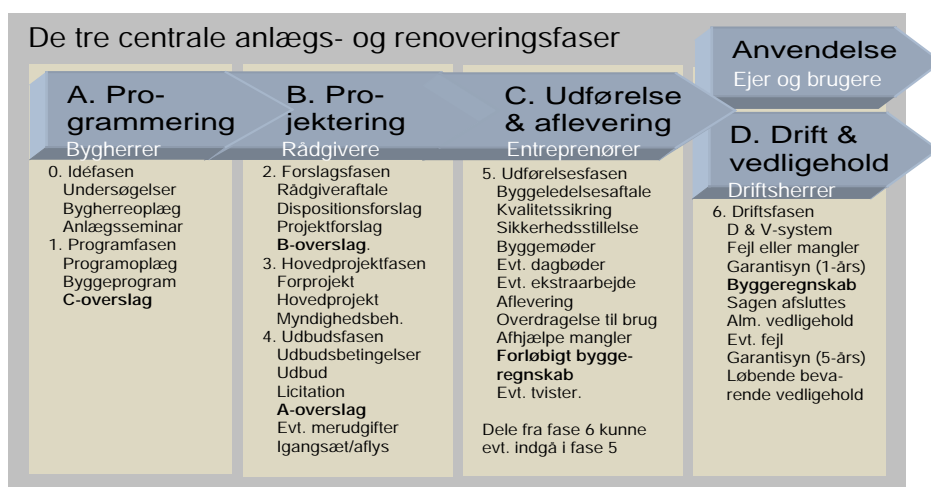 De tre centrale anlægs- og renoveringsfaser
A. Pro-
grammering
Bygherrer
0. Idéfasen
Undersøgelser
Bygherreoplæg
Anlægsseminar
1. Programfasen
Programoplæg
Byggeprogram
C-overslag
B. Pro-
jektering
Rådgivere
2. Forslagsfasen
Rådgiveraftale
Dispositionsforslag
Projektforslag
B-overslag.
3. Hovedprojektfasen
Forprojekt
Hovedprojekt
Myndighedsbeh.
4. Udbudsfasen
Udbudsbetingelser
Udbud
Licitation
A-overslag
Evt. merudgifter
Igangsæt/aflys
C. Udførelse
& aflevering
Entreprenører
5. Udførelsesfasen
Byggeledelsesaftale
Kvalitetssikring
Sikkerhedsstillelse
Byggemøder
Evt. dagbøder
Evt. ekstraarbejde
Aflevering
Overdragelse til brug
Afhjælpe mangler
Forløbigt bygge-
regnskab
Evt. tvister.
Dele fra fase 6 kunne
evt. indgå i fase 5
Anvendelse
Ejer og brugere
D. Drift &
vedligehold
Driftsherrer
6. Driftsfasen
D & V-system
Fejl eller mangler
Garantisyn (1-års)
Byggeregnskab
Sagen afsluttes
Alm. vedligehold
Evt. fejl
Garantisyn (5-års)
Løbende beva-
rende vedligehold